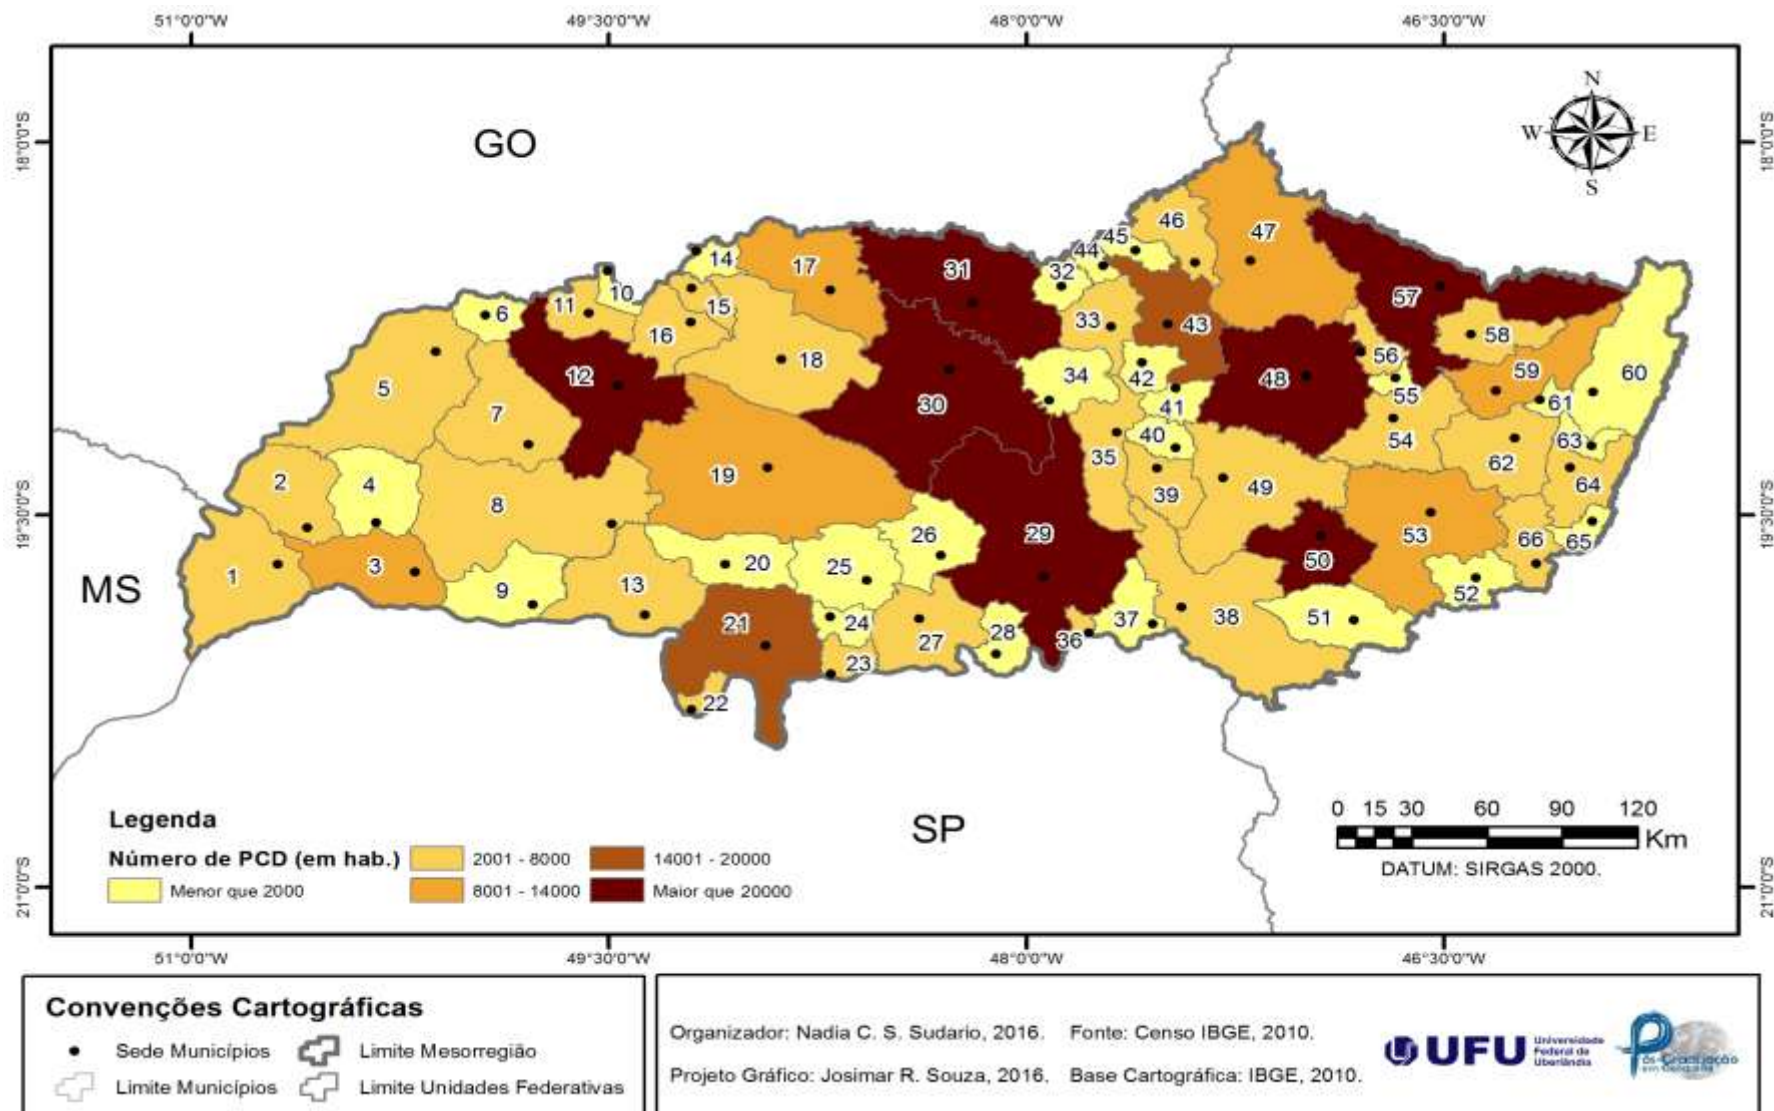 51°0'0"W 49°30'0"W 48°0'0"W 46°30'0"W
18°0'0"S 18°0'0"S
19°30'0"S 19°30'0"S
21°0'0"S 21°0'0"S
N
W E
S
GO
MS
SP
1
2
3
4
5
6
7
8
9
10
11
12
13
14
15
16
17
18
19
20
21
22
23
24
25
26
27
28
29
30
31
32
33
34
35
36
37
38
39
40
41
42
43
44
45
46
47
48
49
50
51
52
53
54
55
56
57
58
59
60
61
62
63
64
65
66
Legenda
Número de PCD (em hab.)
Menor que 2000
2001 - 8000
8001 - 14000
14001 - 20000
Maior que 20000
0 15 30 60 90 120
Km
DATUM: SIRGAS 2000.
51°0'0"W 49°30'0"W 48°0'0"W 46°30'0"W
Convenções Cartográficas
Sede Municípios
Limite Mesorregião
Limite Municípios
Limite Unidades Federativas
Organizador: Nadia C. S. Sudario, 2016. Fonte: Censo IBGE, 2010.
Projeto Gráfico: Josimar R. Souza, 2016. Base Cartográfica: IBGE, 2010.
UFU
Universidade
Federal de
Uberlândia
Pós-Graduação
em Geografia